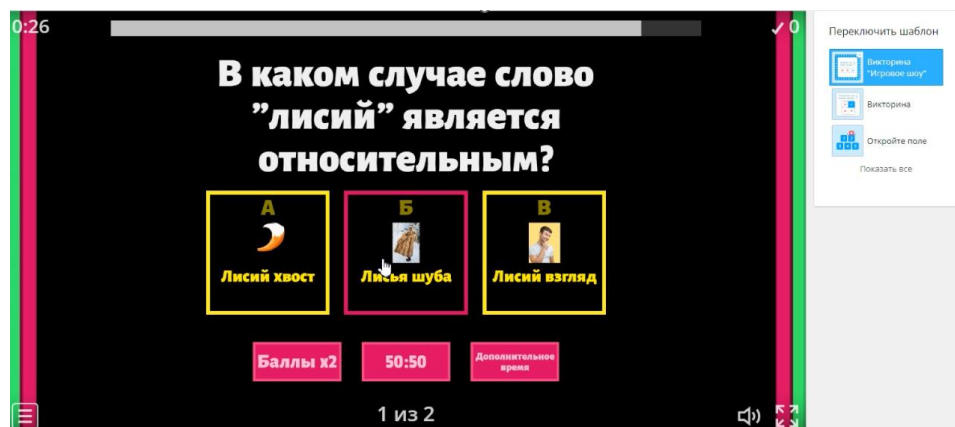 0:26
✓ 0
В каком случае слово
”лисий” является
относительным?
А
Б
В
Лисий хвост
Лисья шуба
Лисий взгляд
Баллы x2
50:50
Дополнительное
время
1 из 2
Переключить шаблон
Викторина
"Игровое шоу"
Викторина
Откройте поле
Показать все